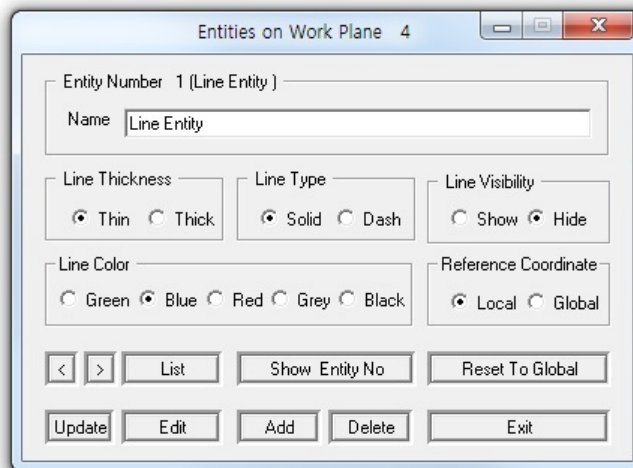 Entities on Work Plane 4
Entity Number 1 (Line Entity )
Name Line Entity
Line Thickness
Thin Thick
Line Type
Solid Dash
Line Visibility
Show Hide
Line Color
Green Blue Red Grey Black
Reference Coordinate
Local Global
< > List Show Entity No Reset To Global
Update Edit Add Delete Exit